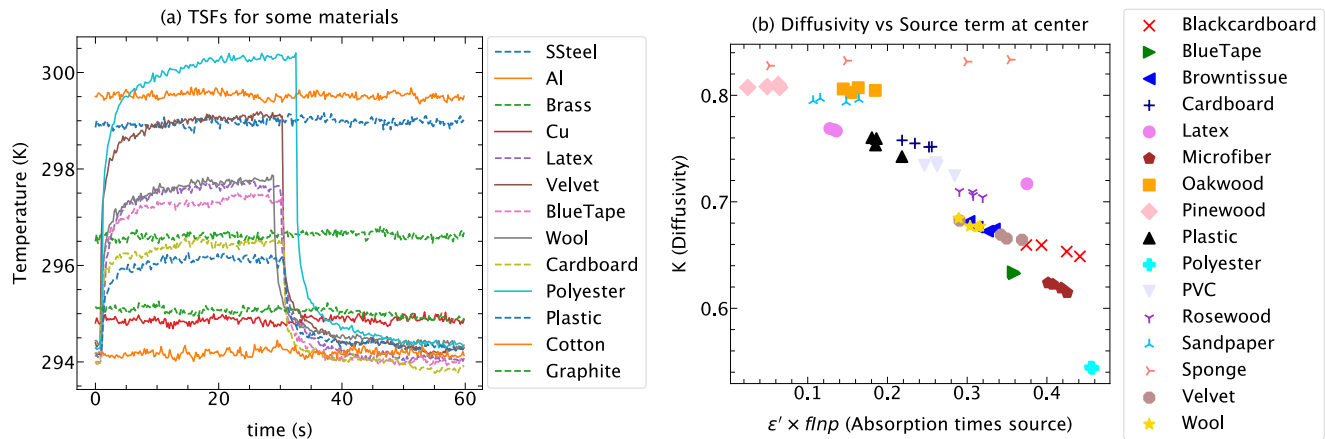 (a) TSFs for some materials
300
298
296
294
Temperature (K)
0
20
40
60
time (s)
SSteel
Al
Brass
Cu
Latex
Velvet
BlueTape
Wool
Cardboard
Polyester
Plastic
Cotton
Graphite
(b) Diffusivity vs Source term at center
0.8
0.7
0.6
K (Diffusivity)
0.1
0.2
0.3
0.4
ε′ × fInp (Absorption times source)
Blackcardboard
BlueTape
Browntissue
Cardboard
Latex
Microfiber
Oakwood
Pinewood
Plastic
Polyester
PVC
Rosewood
Sandpaper
Sponge
Velvet
Wool